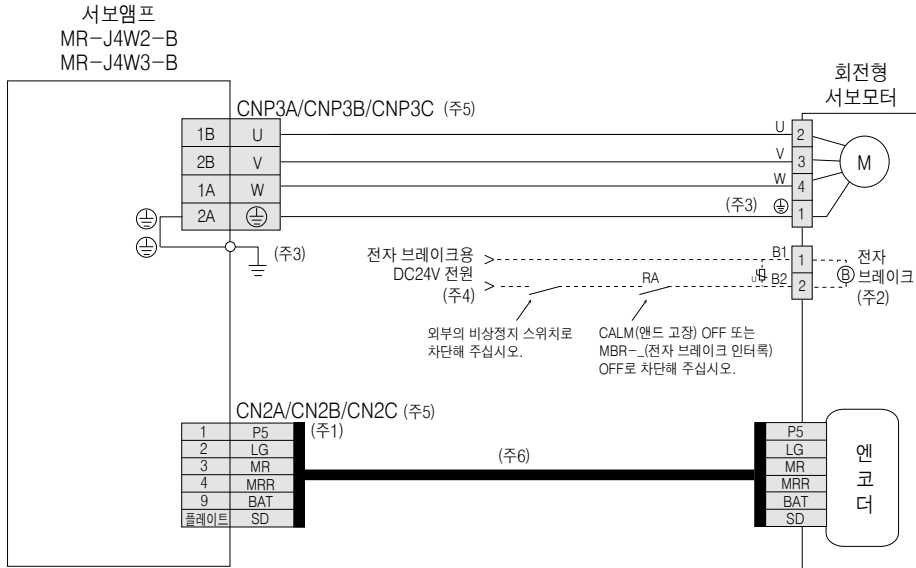 서보앰프
MR-J4W2-B
MR-J4W3-B
회전형
서보모터
CNP3A/CNP3B/CNP3C (주5)
1B U
2B V
1A W
2A
U 2
V 3
W 4
(주3) 1
M
(주3)
전자 브레이크용
DC24V 전원
(주4)
B1 1
U B2 2
RA
B
전자
브레이크
(주2)
외부의 비상정지 스위치로
차단해 주십시오.
CALM(앤드 고장) OFF 또는
MBR-_(전자 브레이크 인터록)
OFF로 차단해 주십시오.
CN2A/CN2B/CN2C (주5)
(주1)
(주6)
1 P5
2 LG
3 MR
4 MRR
9 BAT
플레이트 SD
P5
LG
MR
MRR
BAT
SD
엔
코
더